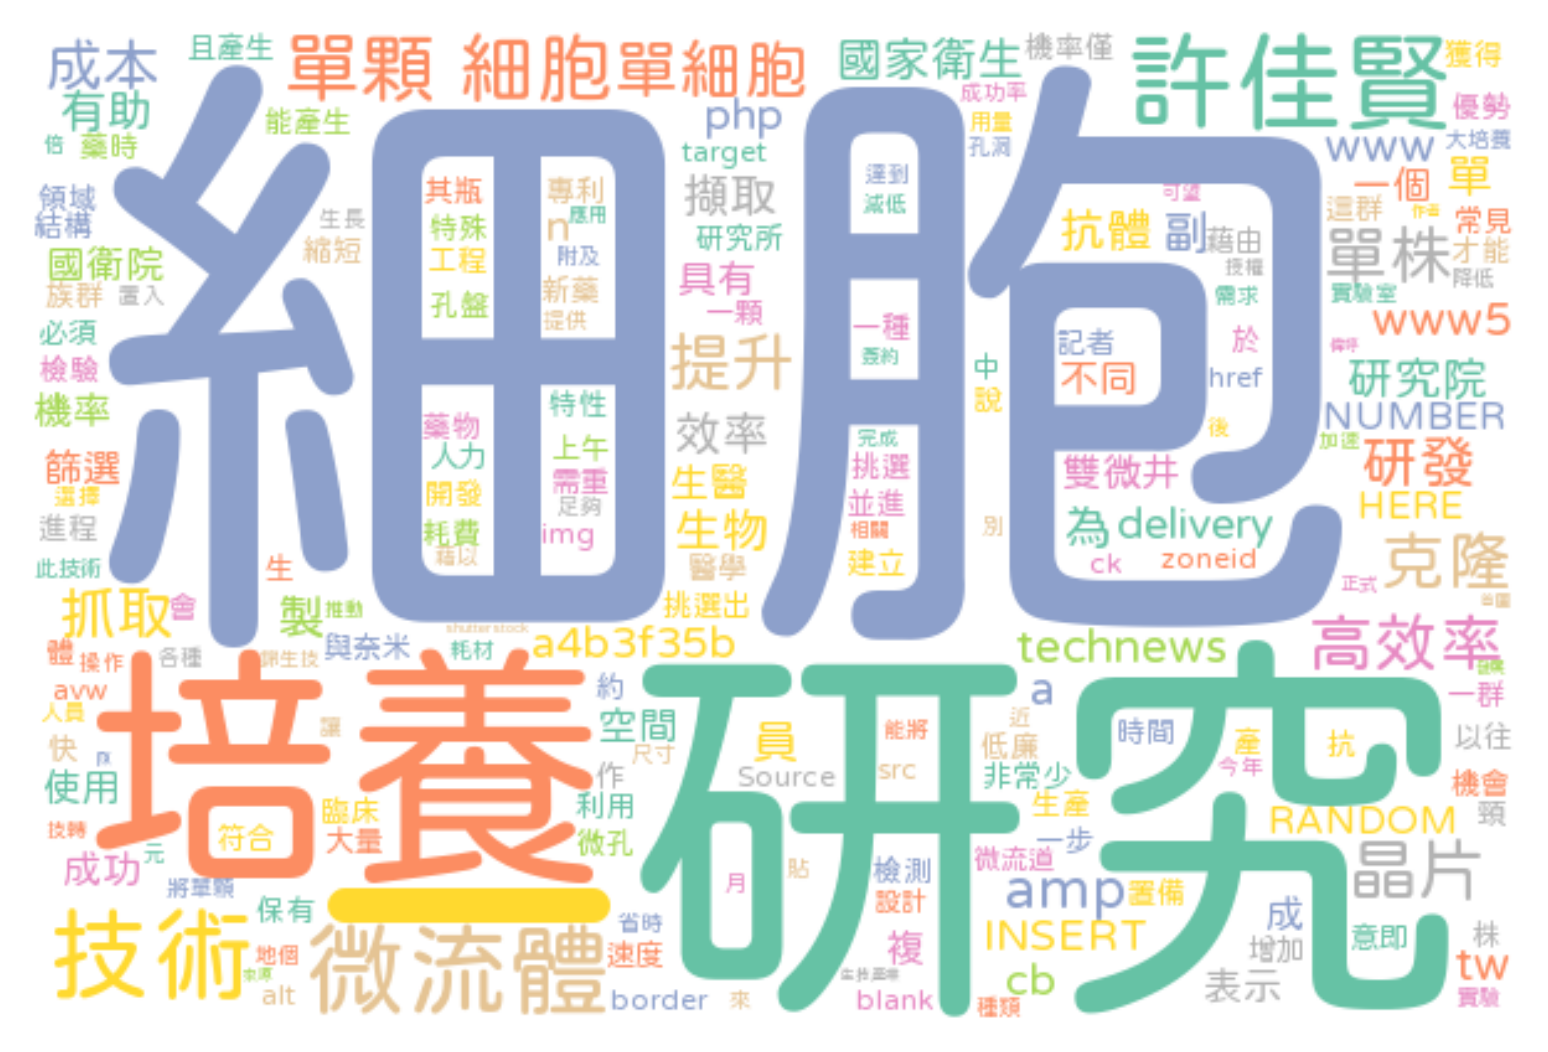 成本 且產生 單顆 細胞 單細胞 國家衛生 機率僅 許佳賢 獲得
有助 能產生 php 成功率 用量 優勢
倍 藥時 target 孔洞 www 大培養
細胞
領域 生長 其瓶 專利 擷取 達到 一個 單
結構 縮短 特殊 n 應用 研究所 減低 抗體 副 藉由 這群 常見
國衛院 工程 附及 具有 授權 單株 才能
族群 置入 孔盤 新藥 提供 一顆 一種 需求 實驗室 降低
必須 提升 簽約 記者 於 www5
檢驗 中 不同 href 研究院
機率 特性 效率 說 後 NUMBER
藥物 人力 上午 完成 加速
篩選 開發 需重 生醫 挑選 雙微井 研發
選擇 足夠 並進 HERE
進程 耗費 img 生物 相關 別 為 delivery
此技術 生 藉以 醫學 建立 ck zoneid 克隆
抓取 會 製 推動 挑選出 正式
shutterstock
體 操作 各種 與奈米 耗材 a4b3f35b technews 高效率
培養 研究
avw 約 a 一群
人員 讓 空間 員 能將 近 時間 產 抗 以往
快 尺寸 低廉 今年
使用 作 Source src 非常少 機會
技轉 符合 臨床 利用 生產 RANDOM 頸
大量 微孔 一步
成功 元 月 貼 檢測 微流道 晶片
將單顆 設計 amp 置備
技術 保有 一 省時 INSERT 成 意即 株
地個 微流體 速度 複 增加 tw
來源 alt border 來 blank 種類 cb 表示 實驗